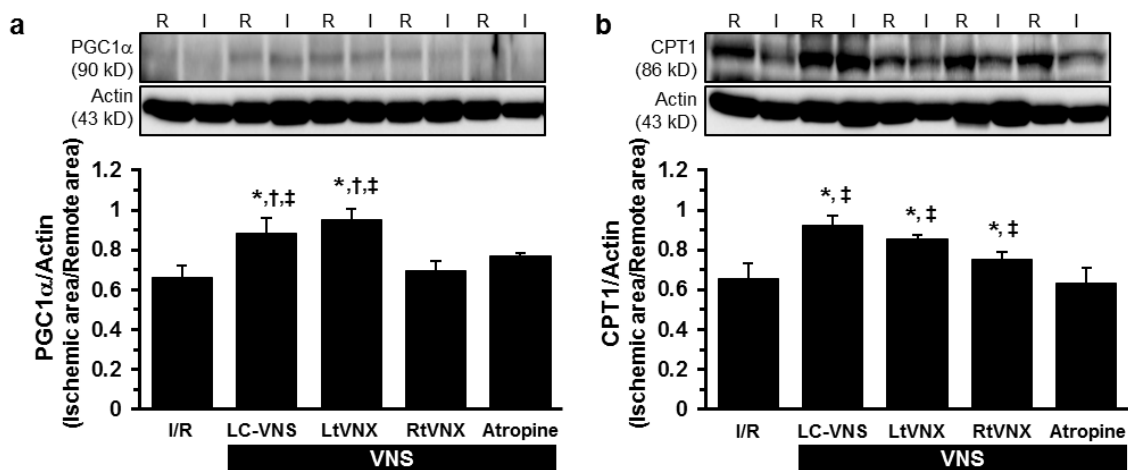 a
R I R I R I R I R I
PGC1α
(90 kD)
Actin
(43 kD)
PGC1α/Actin
(Ischemic area/Remote area)
1.2
1
0.8
0.6
0.4
0.2
0
*,†,‡
*,†,‡
I/R LC-VNS LtVNX RtVNX Atropine
VNS
b
R I R I R I R I R I
CPT1
(86 kD)
Actin
(43 kD)
CPT1/Actin
(Ischemic area/Remote area)
1.2
1
0.8
0.6
0.4
0.2
0
*, ‡
*, ‡
*, ‡
I/R LC-VNS LtVNX RtVNX Atropine
VNS